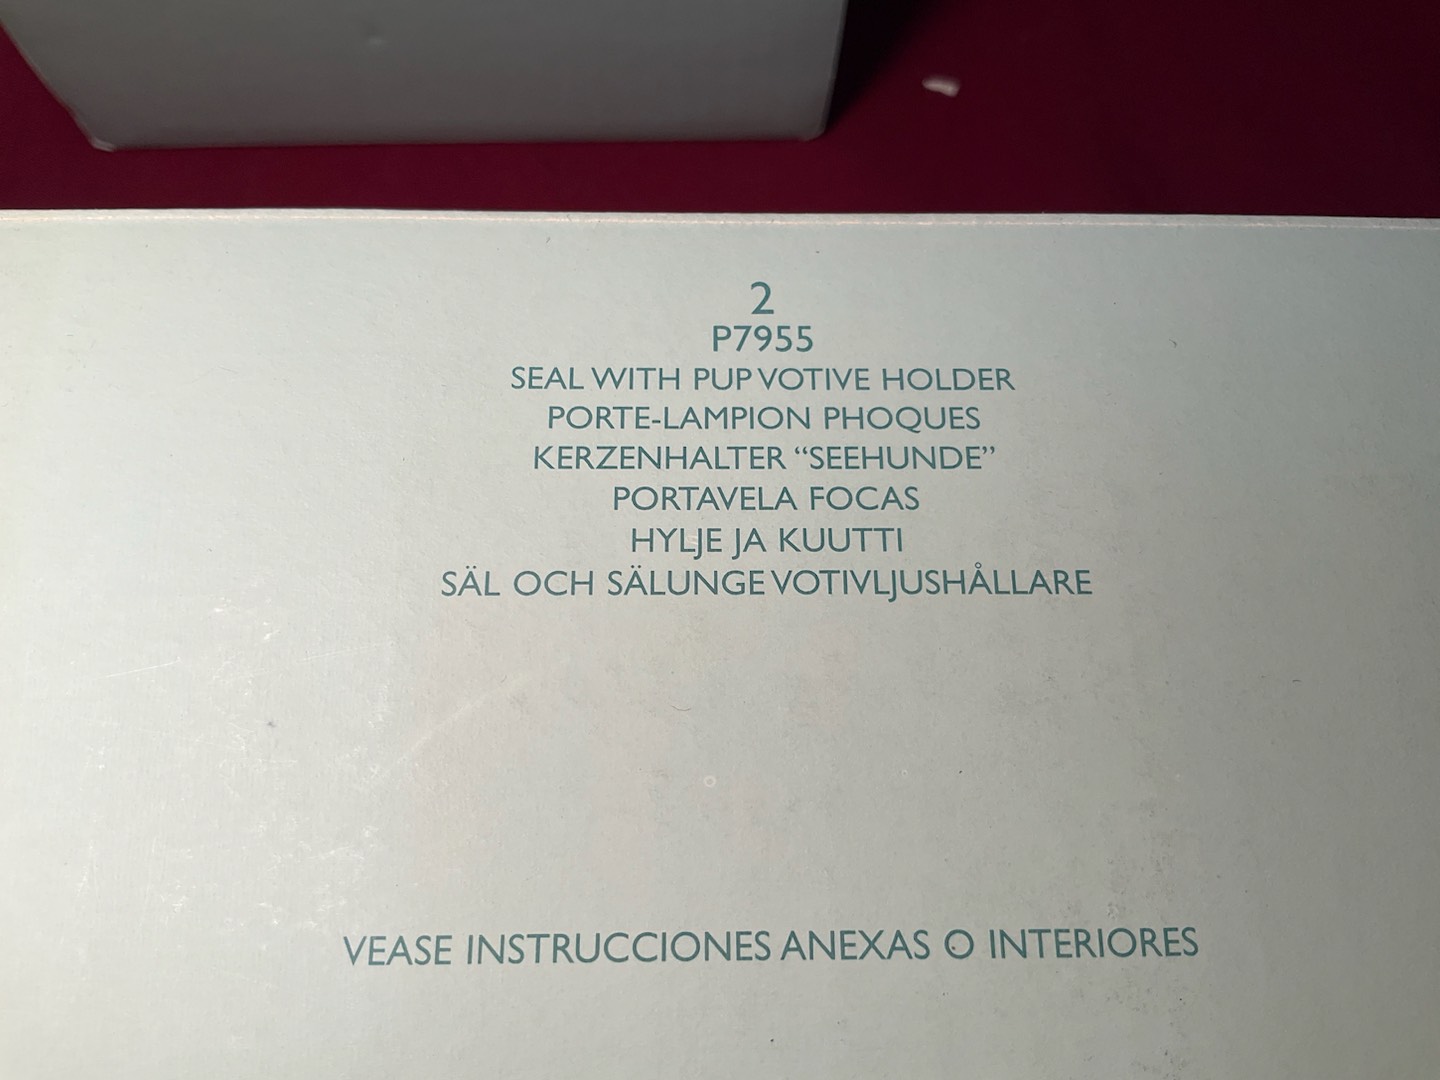 2
P7955
SEAL WITH PUP VOTIVE HOLDER
PORTE-LAMPION PHOQUES
KERZENHALTER “SEEHUNDE”
PORTAVELA FOCAS
HYLJE JA KUUTTI
SÄL OCH SÄLUNGE VOTIVLJUSHÅLLARE
VEASE INSTRUCCIONES ANEXAS O INTERIORES